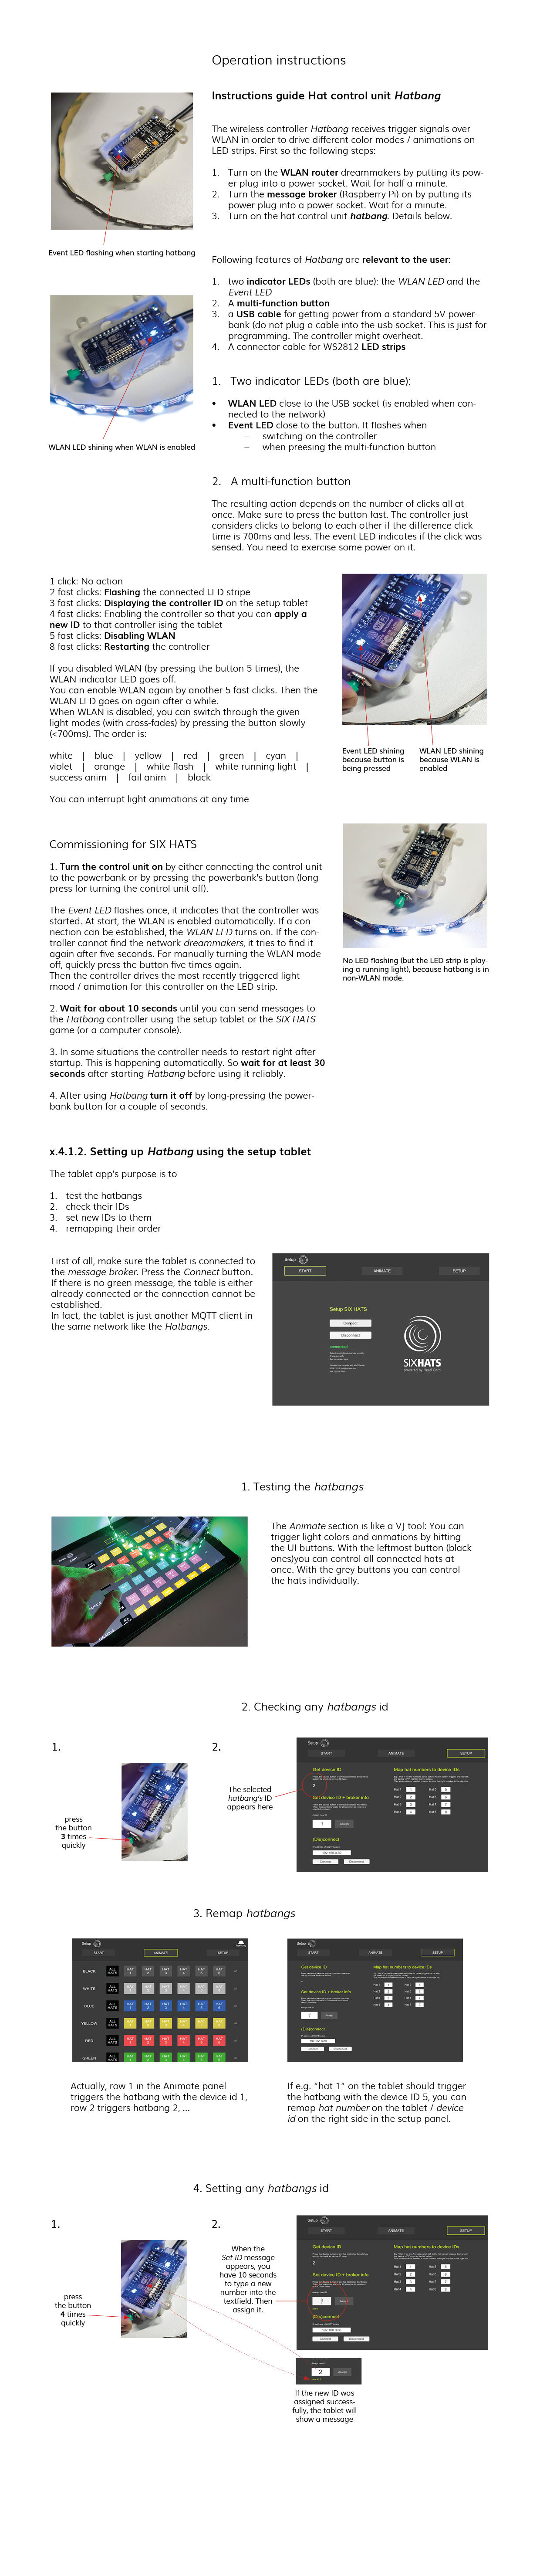 Operation instructions
Instructions guide Hat control unit Hatbang
The wireless controller Hatbang receives trigger signals over
WLAN in order to drive different color modes / animations on
LED strips. First so the following steps:
1. Turn on the WLAN router dreammakers by putting its pow-
er plug into a power socket. Wait for half a minute.
2. Turn the message broker (Raspberry Pi) on by putting its
power plug into a power socket. Wait for a minute.
3. Turn on the hat control unit hatbang. Details below.
Event LED flashing when starting hatbang
Following features of Hatbang are relevant to the user:
1. two indicator LEDs (both are blue): the WLAN LED and the
Event LED
2. A multi-function button
3. a USB cable for getting power from a standard 5V power-
bank (do not plug a cable into the usb socket. This is just for
programming. The controller might overheat.
4. A connector cable for WS2812 LED strips
WLAN LED shining when WLAN is enabled
1. Two indicator LEDs (both are blue):
• WLAN LED close to the USB socket (is enabled when con-
nected to the network)
• Event LED close to the button. It flashes when
– switching on the controller
– when preesing the multi-function button
2. A multi-function button
The resulting action depends on the number of clicks all at
once. Make sure to press the button fast. The controller just
considers clicks to belong to each other if the difference click
time is 700ms and less. The event LED indicates if the click was
sensed. You need to exercise some power on it.
1 click: No action
2 fast clicks: Flashing the connected LED stripe
3 fast clicks: Displaying the controller ID on the setup tablet
4 fast clicks: Enabling the controller so that you can apply a
new ID to that controller ising the tablet
5 fast clicks: Disabling WLAN
8 fast clicks: Restarting the controller
If you disabled WLAN (by pressing the button 5 times), the
WLAN indicator LED goes off.
You can enable WLAN again by another 5 fast clicks. Then the
WLAN LED goes on again after a while.
When WLAN is disabled, you can switch through the given
light modes (with cross-fades) by pressing the button slowly
(<700ms). The order is:
white | blue | yellow | red | green | cyan |
violet | orange | white flash | white running light |
success anim | fail anim | black
You can interrupt light animations at any time
Event LED shining
because button is
being pressed
WLAN LED shining
because WLAN is
enabled
Commissioning for SIX HATS
1. Turn the control unit on by either connecting the control unit
to the powerbank or by pressing the powerbank's button (long
press for turning the control unit off).
The Event LED flashes once, it indicates that the controller was
started. At start, the WLAN is enabled automatically. If a con-
nection can be established, the WLAN LED turns on. If the con-
troller cannot find the network dreammakers, it tries to find it
again after five seconds. For manually turning the WLAN mode
off, quickly press the button five times again.
Then the controller drives the most recently triggered light
mood / animation for this controller on the LED strip.
No LED flashing (but the LED strip is play-
ing a running light), because hatbang is in
non-WLAN mode.
2. Wait for about 10 seconds until you can send messages to
the Hatbang controller using the setup tablet or the SIX HATS
game (or a computer console).
3. In some situations the controller needs to restart right after
startup. This is happening automatically. So wait for at least 30
seconds after starting Hatbang before using it reliably.
4. After using Hatbang turn it off by long-pressing the power-
bank button for a couple of seconds.
x.4.1.2. Setting up Hatbang using the setup tablet
The tablet app's purpose is to
1. test the hatbangs
2. check their IDs
3. set new IDs to them
4. remapping their order
First of all, make sure the tablet is connected to
the message broker. Press the Connect button.
If there is no green message, the table is either
already connected or the connection cannot be
established.
In fact, the tablet is just another MQTT client in
the same network like the Hatbangs.
Setup
START ANIMATE SETUP
Setup SIX HATS
Connect
Disconnect
connected
SIXHATS
1. Testing the hatbangs
The Animate section is like a VJ tool: You can
trigger light colors and anmations by hitting
the UI buttons. With the leftmost button (black
ones)you can control all connected hats at
once. With the grey buttons you can control
the hats individually.
2. Checking any hatbangs id
1.
press
the button
3 times
quickly
2.
The selected
hatbang's ID
appears here
Setup
START ANIMATE SETUP
Get device ID
2
Set device ID + broker info
Assign
(Dis)connect
Connect Disconnect
Map hat numbers to device IDs
3. Remap hatbangs
Setup
START ANIMATE SETUP
BLACK
WHITE
BLUE
YELLOW
RED
GREEN
Setup
START ANIMATE SETUP
Get device ID
Set device ID + broker info
(Dis)connect
Map hat numbers to device IDs
Actually, row 1 in the Animate panel
triggers the hatbang with the device id 1,
row 2 triggers hatbang 2, ...
If e.g. “hat 1” on the tablet should trigger
the hatbang with the device ID 5, you can
remap hat number on the tablet / device
id on the right side in the setup panel.
4. Setting any hatbangs id
1.
press
the button
4 times
quickly
2.
When the
Set ID message
appears, you
have 10 seconds
to type a new
number into the
textfield. Then
assign it.
Setup
START ANIMATE SETUP
Get device ID
2
Set device ID + broker info
(Dis)connect
Connect Disconnect
Map hat numbers to device IDs
2
If the new ID was
assigned success-
fully, the tablet will
show a message